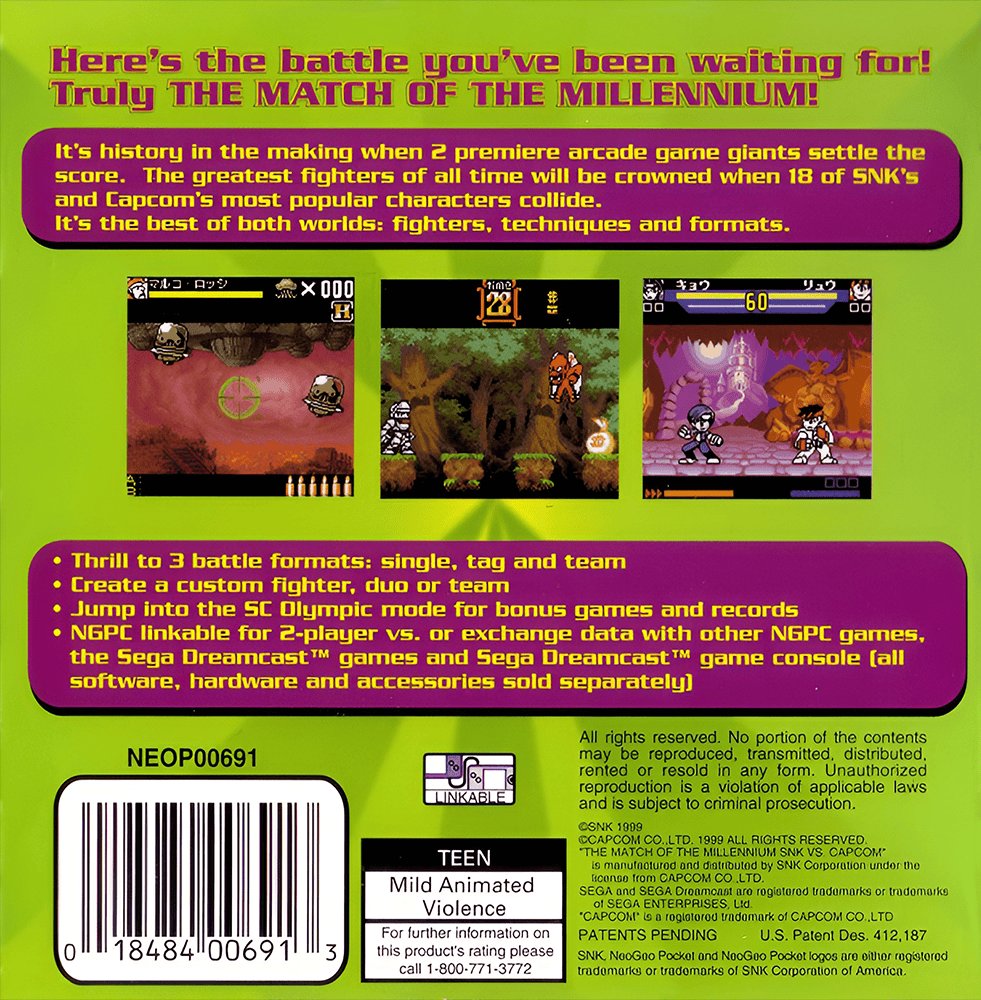 Here's the battle you've been waiting for!
Truly THE MATCH OF THE MILLENNIUM!
It's history in the making when 2 premiere arcade game giants settle the
score. The greatest fighters of all time will be crowned when 18 of SNK's
and Capcom's most popular characters collide.
It's the best of both worlds: fighters, techniques and formats.
マルコ・ロッシ
×000
H
time
28
キョウ
リュウ
60
• Thrill to 3 battle formats: single, tag and team
• Create a custom fighter, duo or team
• Jump into the SC Olympic mode for bonus games and records
• NGPC linkable for 2-player vs. or exchange data with other NGPC games,
the Sega Dreamcast™ games and Sega Dreamcast™ game console (all
software, hardware and accessories sold separately)
NEOP00691
0 18484 00691 3
LINKABLE
TEEN
Mild Animated
Violence
For further information on
this product's rating please
call 1-800-771-3772
All rights reserved. No portion of the contents
may be reproduced, transmitted, distributed,
rented or resold in any form. Unauthorized
reproduction is a violation of applicable laws
and is subject to criminal prosecution.
©SNK 1999
©CAPCOM CO.,LTD. 1999 ALL RIGHTS RESERVED.
"THE MATCH OF THE MILLENNIUM SNK VS. CAPCOM"
is manufactured and distributed by SNK Corporation under the
license from CAPCOM CO.,LTD.
SEGA and SEGA Dreamcast are registered trademarks or trademarks
of SEGA ENTERPRISES, Ltd.
"CAPCOM" is a registered trademark of CAPCOM CO.,LTD
PATENTS PENDING U.S. Patent Des. 412,187
SNK, NeoGeo Pocket and NeoGeo Pocket logos are either registered
trademarks or trademarks of SNK Corporation of America.